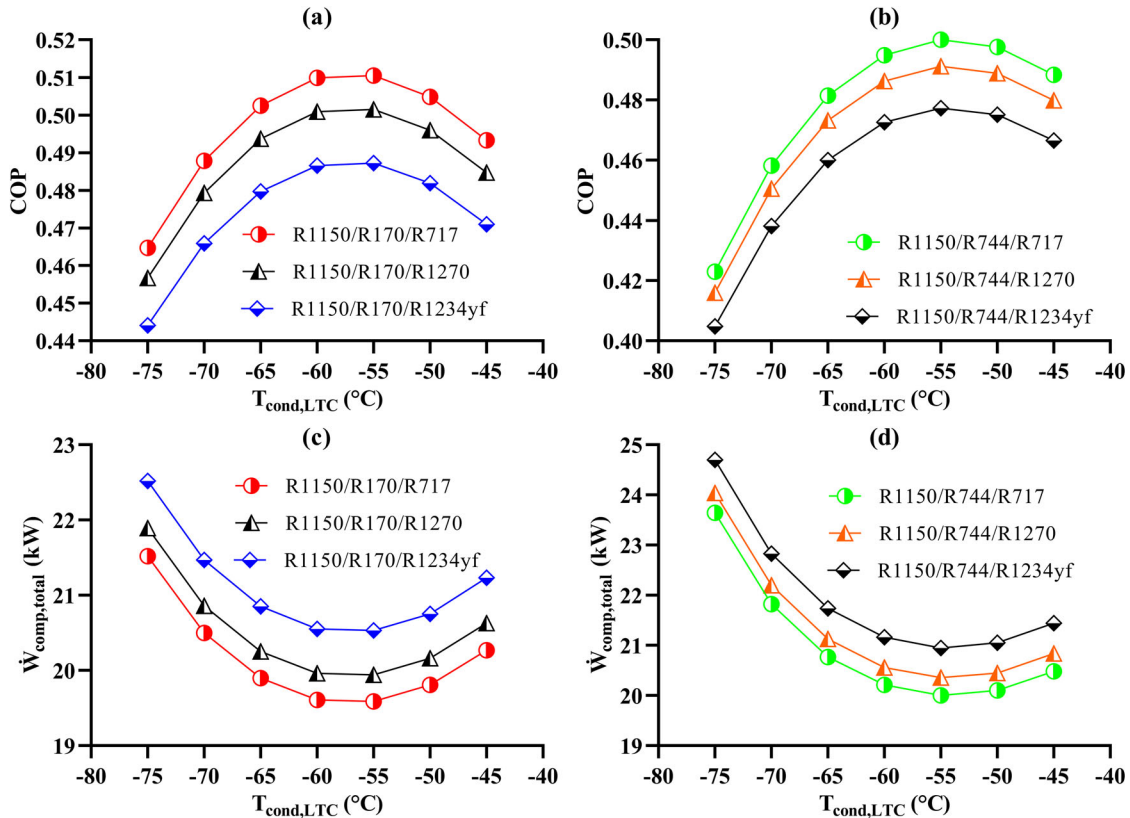 (a)
0.52
0.51
0.50
0.49
0.48
0.47
0.46
0.45
0.44
COP
R1150/R170/R717
R1150/R170/R1270
R1150/R170/R1234yf
-80 -75 -70 -65 -60 -55 -50 -45 -40
Tcond,LTC (°C)
(b)
0.50
0.48
0.46
0.44
0.42
0.40
COP
R1150/R744/R717
R1150/R744/R1270
R1150/R744/R1234yf
-80 -75 -70 -65 -60 -55 -50 -45 -40
Tcond,LTC (°C)
(c)
23
22
21
20
19
Ẇcomp,total (kW)
R1150/R170/R717
R1150/R170/R1270
R1150/R170/R1234yf
-80 -75 -70 -65 -60 -55 -50 -45 -40
Tcond,LTC (°C)
(d)
25
24
23
22
21
20
19
Ẇcomp,total (kW)
R1150/R744/R717
R1150/R744/R1270
R1150/R744/R1234yf
-80 -75 -70 -65 -60 -55 -50 -45 -40
Tcond,LTC (°C)